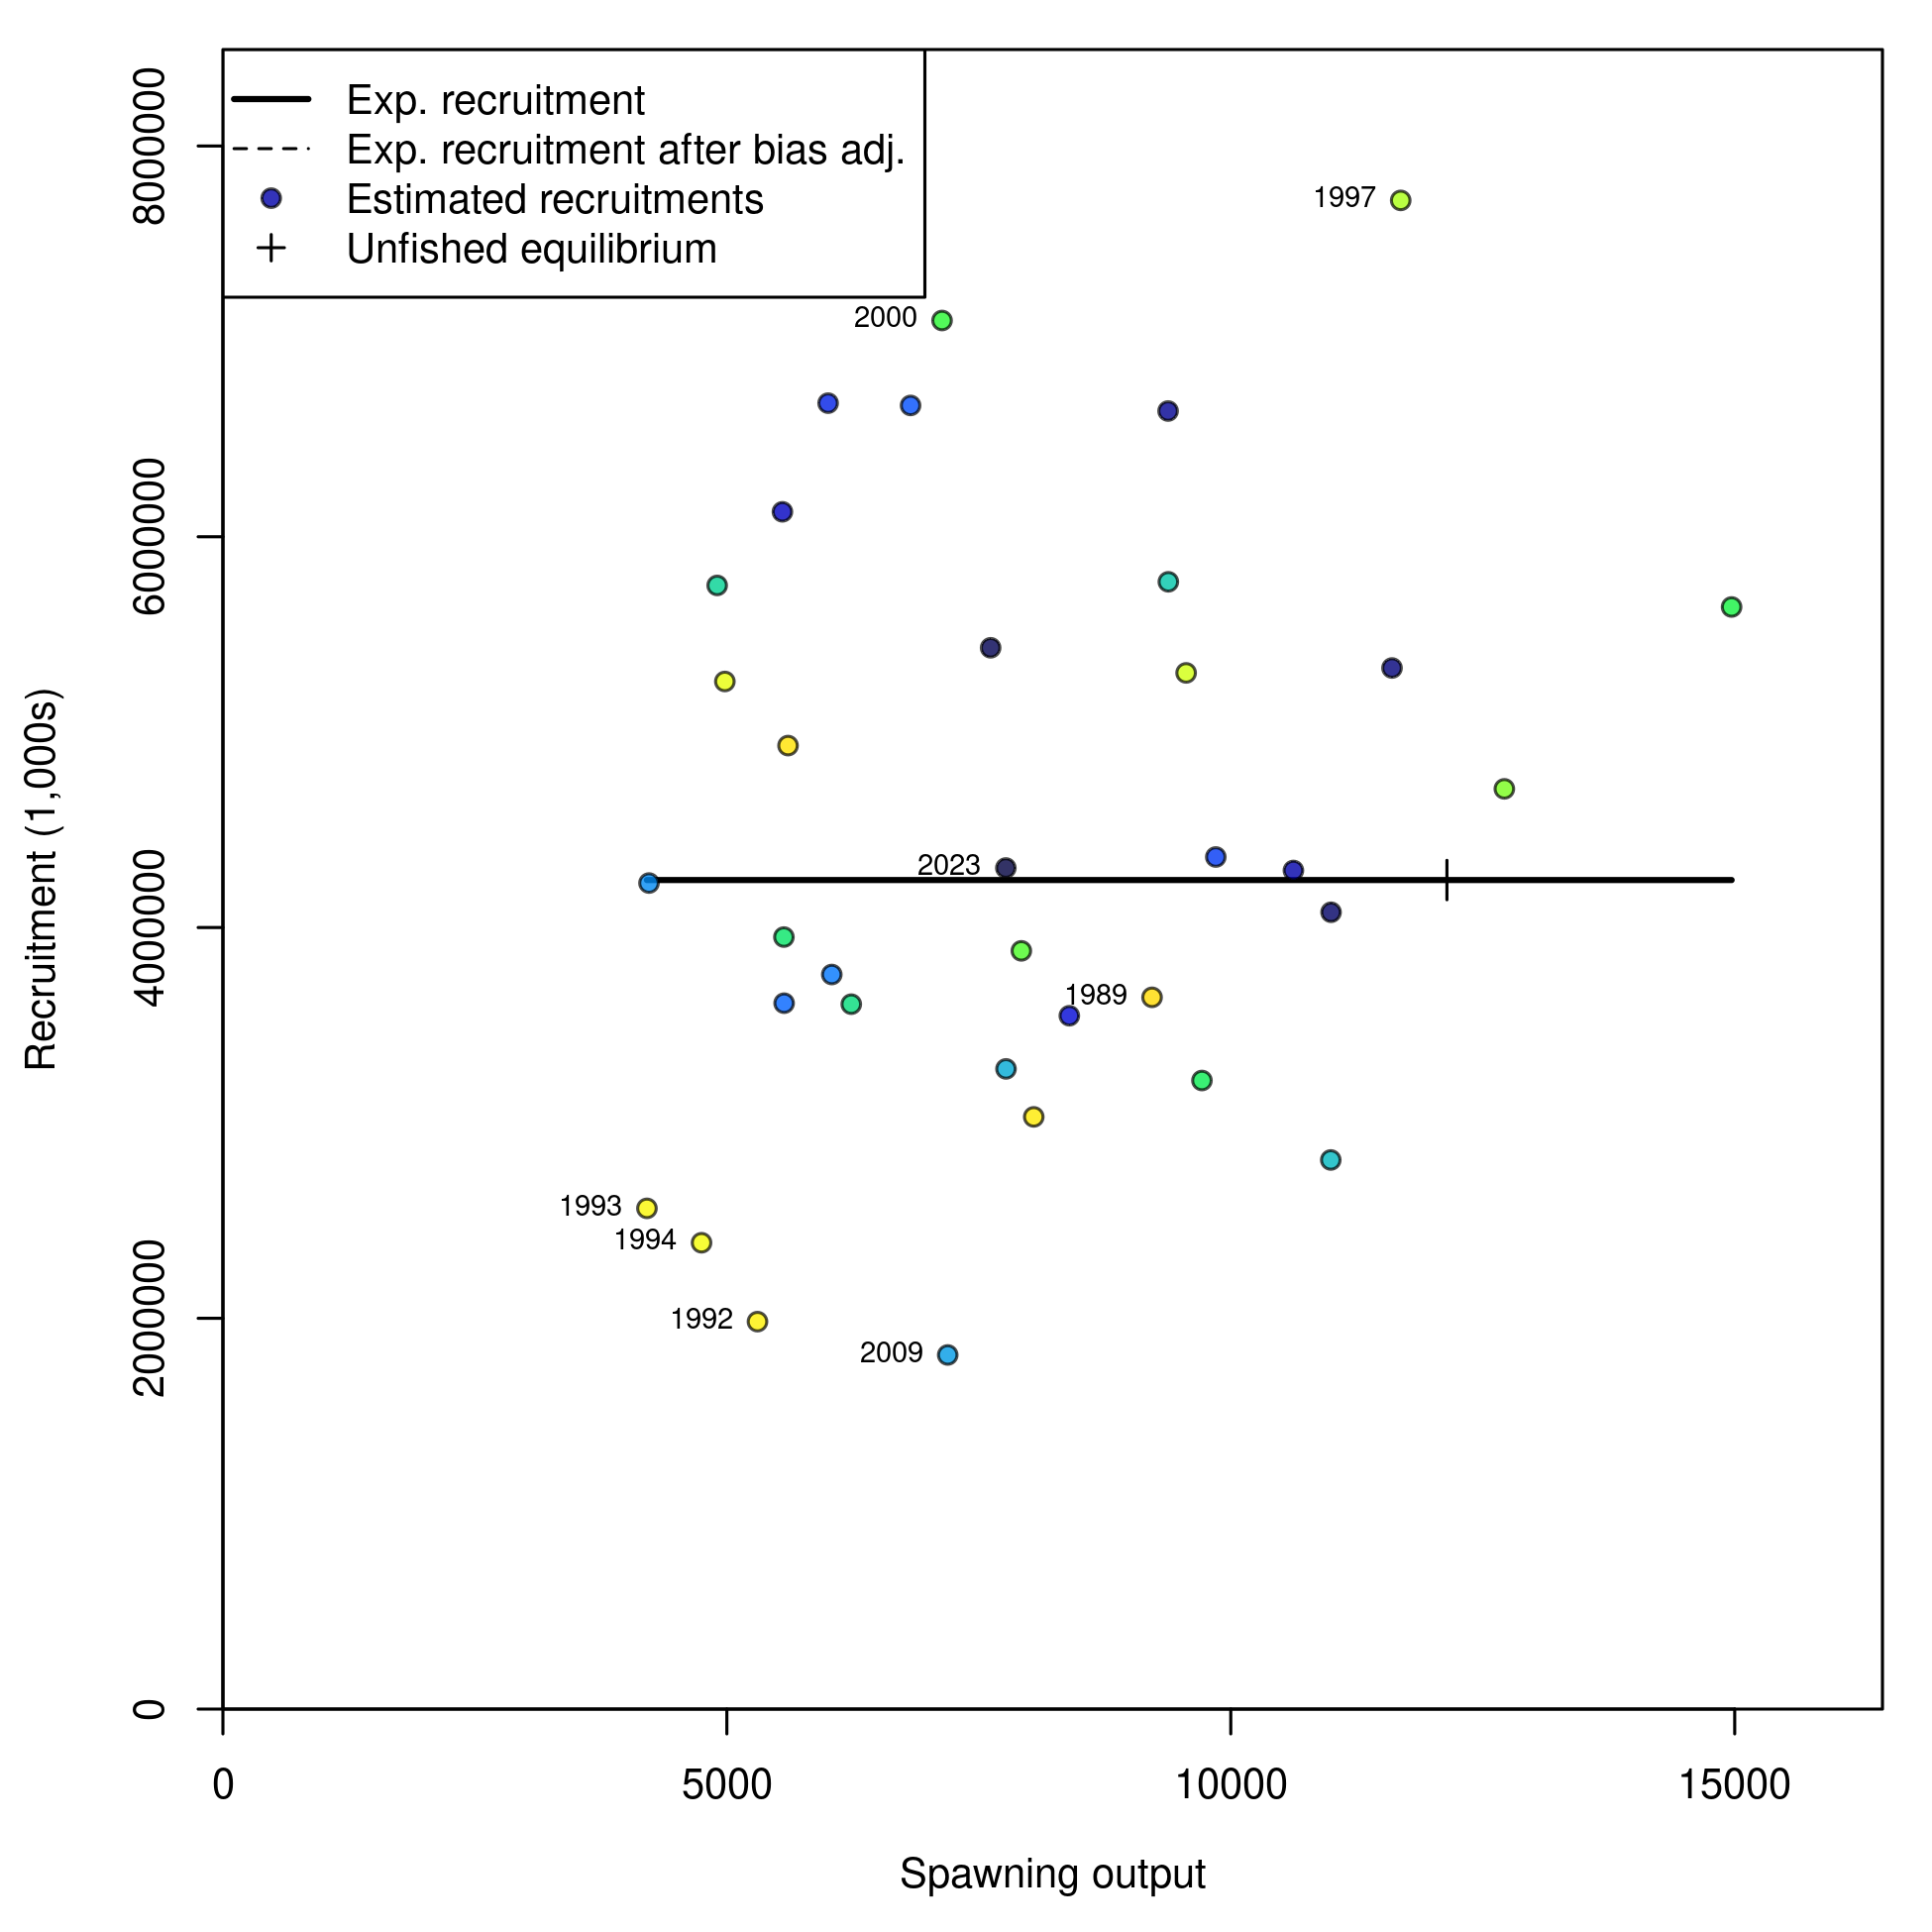 Exp. recruitment
Exp. recruitment after bias adj.
Estimated recruitments
Unfished equilibrium
1997
2000
2023
1989
1993
1994
1992
2009
8000000
6000000
4000000
2000000
0
Recruitment (1,000s)
0 5000 10000 15000
Spawning output